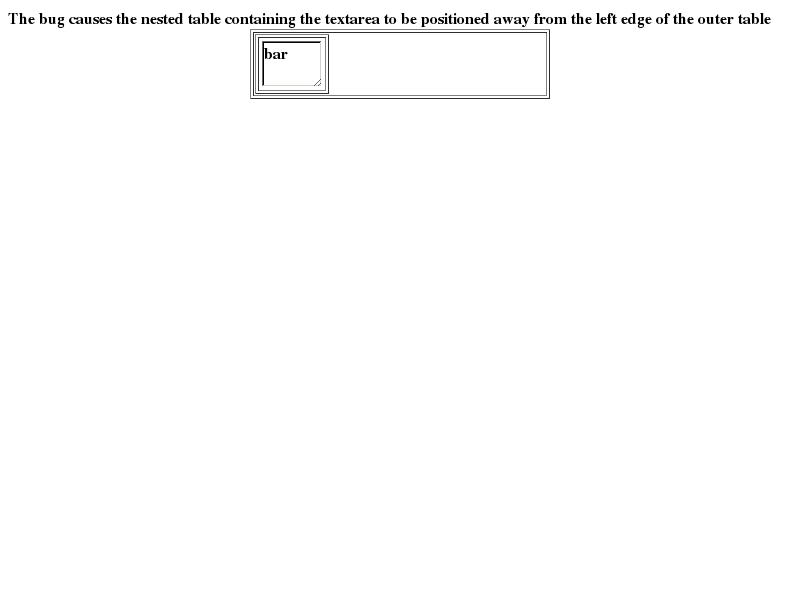 The bug causes the nested table containing the textarea to be positioned away from the left edge of the outer table
bar